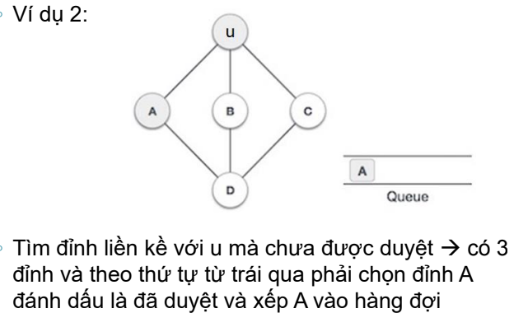 Ví dụ 2:
u
A
B
C
D
A
Queue
Tìm đỉnh liền kề với u mà chưa được duyệt → có 3
đỉnh và theo thứ tự từ trái qua phải chọn đỉnh A
đánh dấu là đã duyệt và xếp A vào hàng đợi